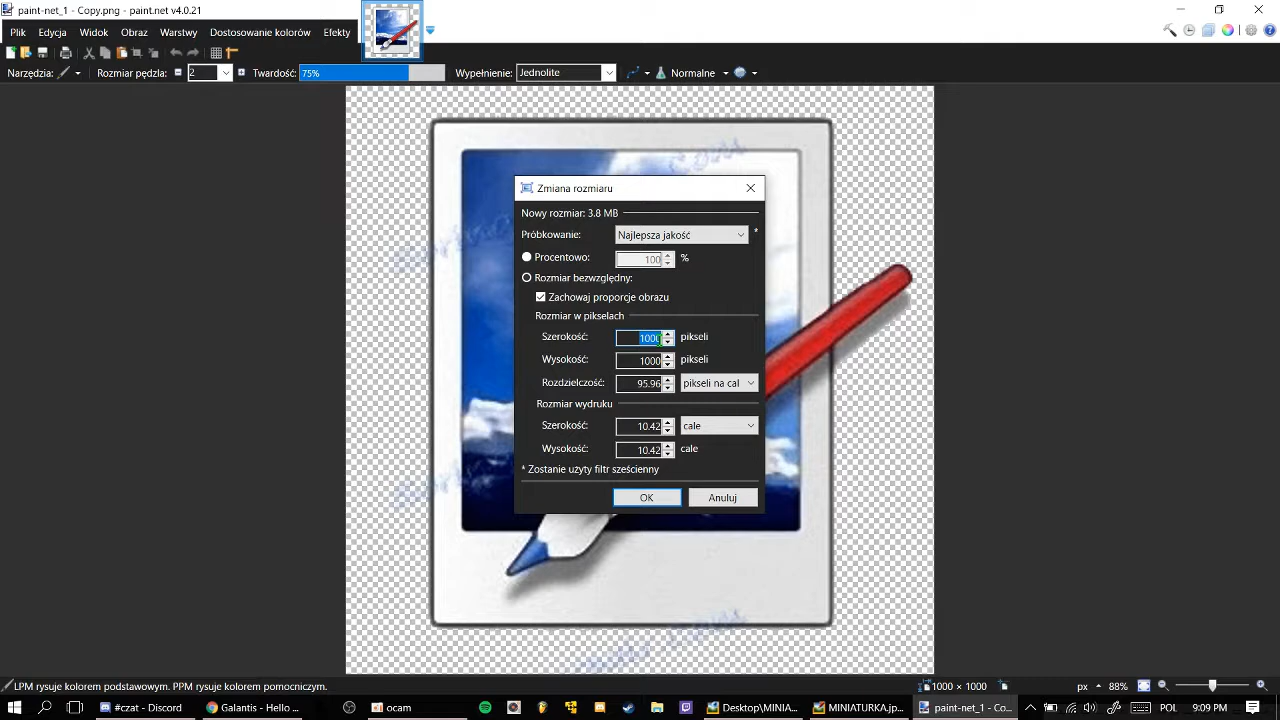 paint-net_1 - Copy.png - paint.net v4.0.21
Plik Edycja Widok Obraz Warstwy Dostosowanie kolorów Efekty
Narzędzia: Rozmiar pędzla: 2 Twardość: 75% Wypełnienie: Jednolite Normalne
Zmiana rozmiaru
Nowy rozmiar: 3.8 MB
Próbkowanie: Najlepsza jakość *
Procentowo: 100 %
Rozmiar bezwzględny:
Zachowaj proporcje obrazu
Rozmiar w pikselach
Szerokość: 1000 pikseli
Wysokość: 1000 pikseli
Rozdzielczość: 95.96 pikseli na cal
Rozmiar wydruku
Szerokość: 10.42 cale
Wysokość: 10.42 cale
* Zostanie użyty filtr sześcienny
OK Anuluj
LPM rysuje kolorem podstawowym. PPM rysuje kolorem pomocniczym. 1000 × 1000 px 88%
#czat - Discord Galantis - Hello ... ocam Desktop\MINIA... MINIATURKA.jp... paint-net_1 - Co... POL 9:09 PM